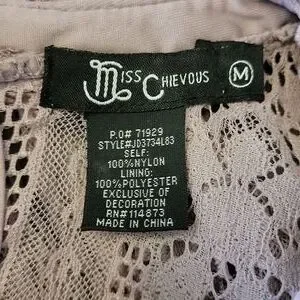 Miss Chievous M
P.O# 71929
STYLE#JD3734L83
SELF:
100%NYLON
LINING:
100%POLYESTER
EXCLUSIVE OF
DECORATION
RN#114873
MADE IN CHINA